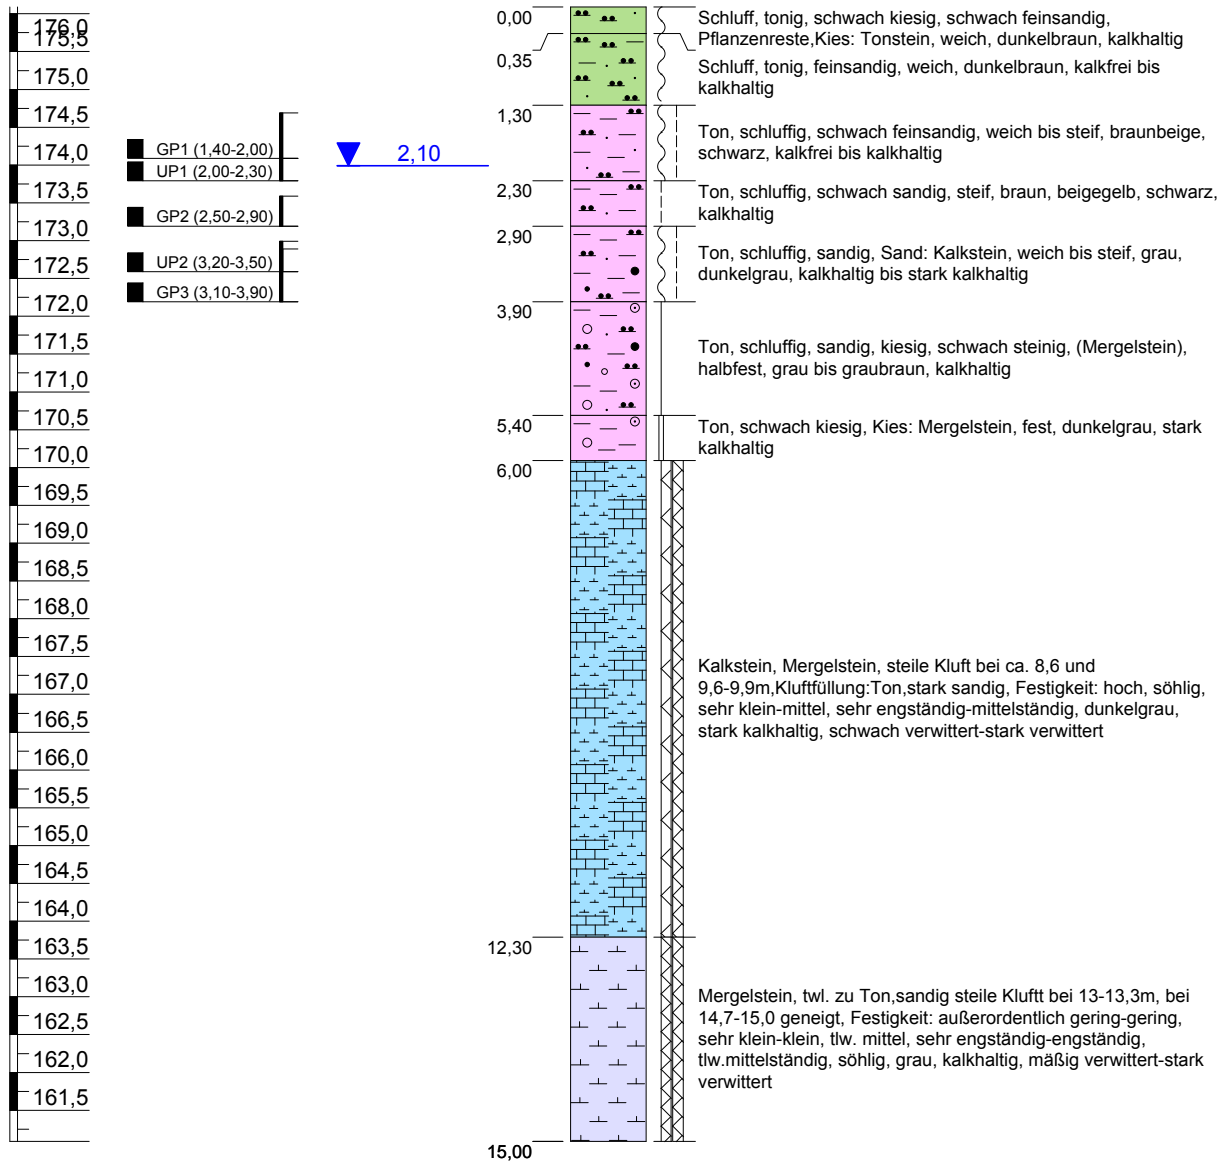 176,0
175,5
175,0
174,5
174,0
173,5
173,0
172,5
172,0
171,5
171,0
170,5
170,0
169,5
169,0
168,5
168,0
167,5
167,0
166,5
166,0
165,5
165,0
164,5
164,0
163,5
163,0
162,5
162,0
161,5
GP1 (1,40-2,00)
UP1 (2,00-2,30)
GP2 (2,50-2,90)
UP2 (3,20-3,50)
GP3 (3,10-3,90)
2,10
0,00
Schluff, tonig, schwach kiesig, schwach feinsandig,
Pflanzenreste,Kies: Tonstein, weich, dunkelbraun, kalkhaltig
0,35
Schluff, tonig, feinsandig, weich, dunkelbraun, kalkfrei bis
kalkhaltig
1,30
Ton, schluffig, schwach feinsandig, weich bis steif, braunbeige,
schwarz, kalkfrei bis kalkhaltig
2,30
Ton, schluffig, schwach sandig, steif, braun, beigegelb, schwarz,
kalkhaltig
2,90
Ton, schluffig, sandig, Sand: Kalkstein, weich bis steif, grau,
dunkelgrau, kalkhaltig bis stark kalkhaltig
3,90
Ton, schluffig, sandig, kiesig, schwach steinig, (Mergelstein),
halbfest, grau bis graubraun, kalkhaltig
5,40
Ton, schwach kiesig, Kies: Mergelstein, fest, dunkelgrau, stark
kalkhaltig
6,00
Kalkstein, Mergelstein, steile Kluft bei ca. 8,6 und
9,6-9,9m,Kluftfüllung:Ton,stark sandig, Festigkeit: hoch, söhlig,
sehr klein-mittel, sehr engständig-mittelständig, dunkelgrau,
stark kalkhaltig, schwach verwittert-stark verwittert
12,30
Mergelstein, twl. zu Ton,sandig steile Kluftt bei 13-13,3m, bei
14,7-15,0 geneigt, Festigkeit: außerordentlich gering-gering,
sehr klein-klein, tlw. mittel, sehr engständig-engständig,
tlw.mittelständig, söhlig, grau, kalkhaltig, mäßig verwittert-stark
verwittert
15,00